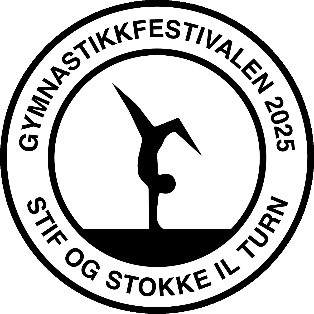 GYMNASTIKKFESTIVALEN 2025
STIF OG STOKKE IL TURN